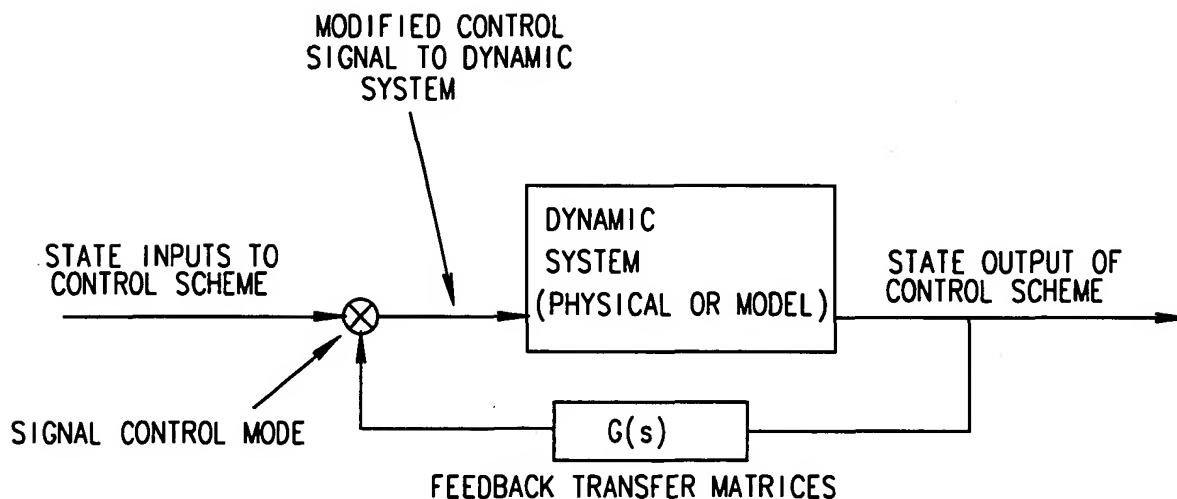 MODIFIED CONTROL
SIGNAL TO DYNAMIC
SYSTEM
STATE INPUTS TO
CONTROL SCHEME
DYNAMIC
SYSTEM
(PHYSICAL OR MODEL)
STATE OUTPUT OF
CONTROL SCHEME
SIGNAL CONTROL MODE
G(s)
FEEDBACK TRANSFER MATRICES